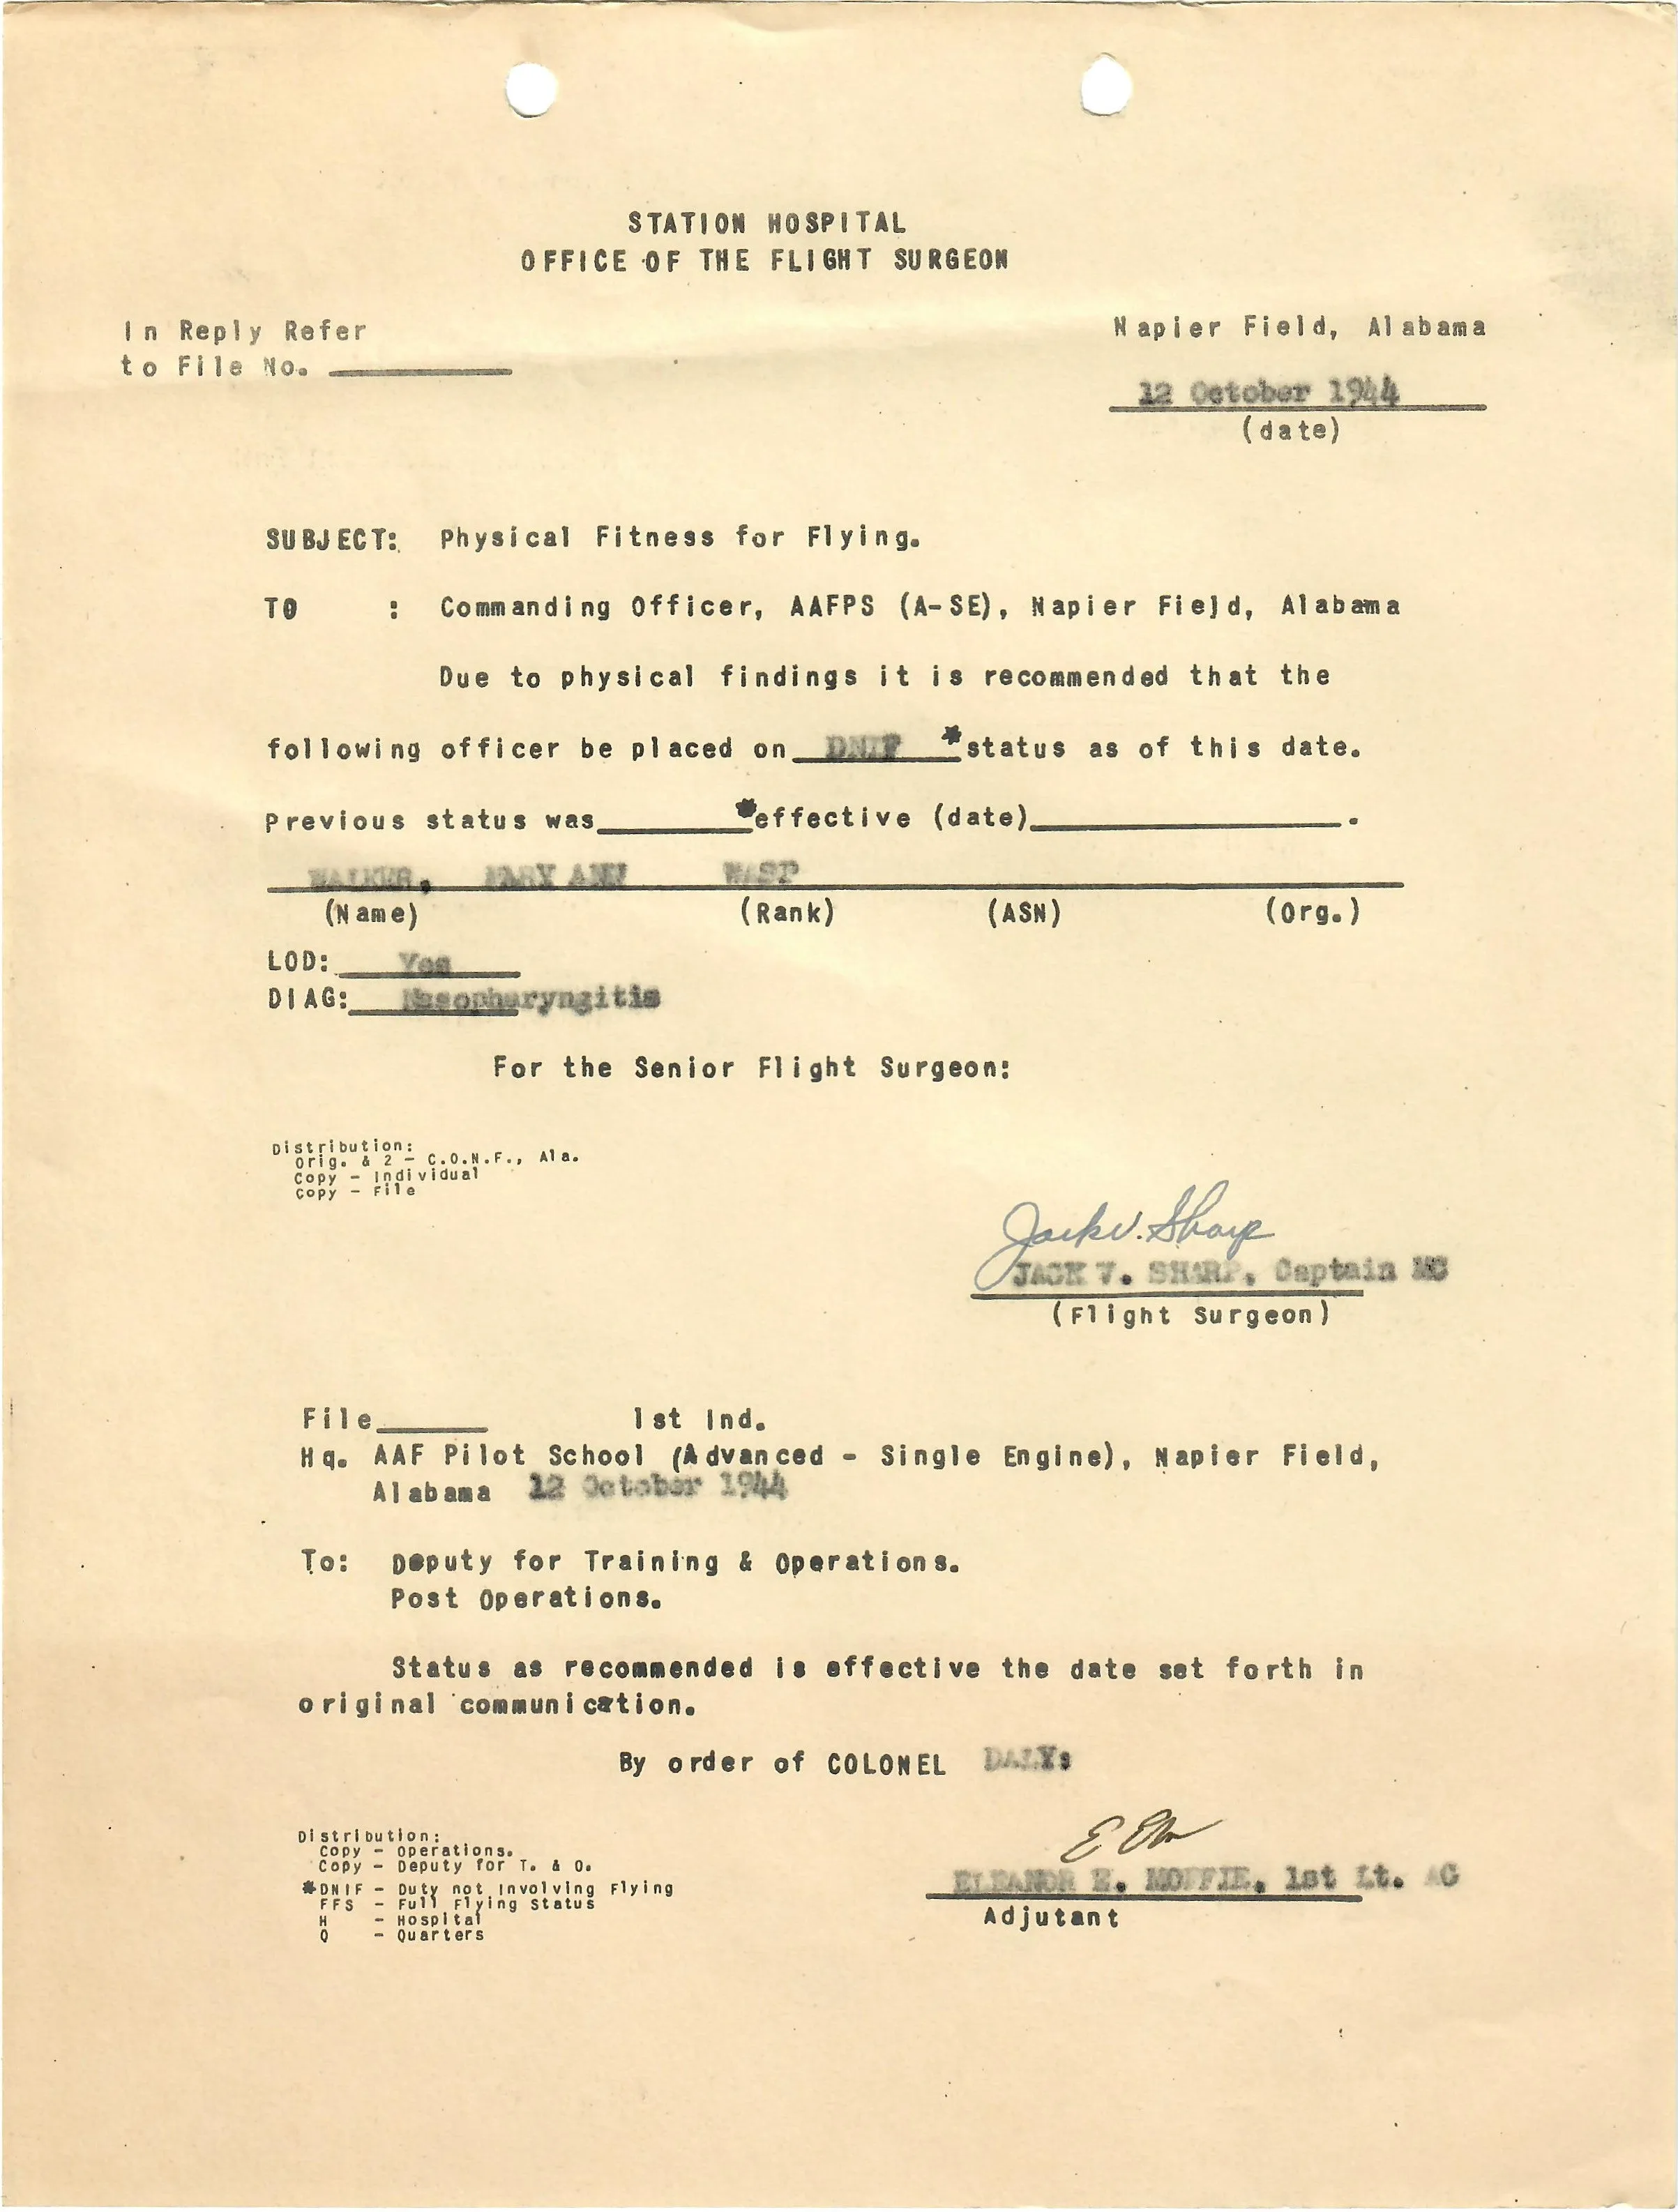 STATION HOSPITAL
OFFICE OF THE FLIGHT SURGEON
In Reply Refer
to File No.
Napier Field, Alabama
12 October 1944
(date)
SUBJECT: Physical Fitness for Flying.
TO : Commanding Officer, AAFPS (A-SE), Napier Field, Alabama
Due to physical findings it is recommended that the
following officer be placed on DNIF *status as of this date.
Previous status was *effective (date) .
WALKER, MARY ANN WASP
(Name) (Rank) (ASN) (Org.)
LOD: Yes
DIAG: Nasopharyngitis
For the Senior Flight Surgeon:
Distribution:
Orig. & 2 - C.O.N.F., Ala.
Copy - Individual
Copy - File
Jack V. Sharp
JACK V. SHARP, Captain MC
(Flight Surgeon)
File 1st Ind.
Hq. AAF Pilot School (Advanced - Single Engine), Napier Field,
Alabama 12 October 1944
To: Deputy for Training & Operations.
Post Operations.
Status as recommended is effective the date set forth in
original communication.
By order of COLONEL DALY:
Distribution:
Copy - Operations.
Copy - Deputy for T. & O.
*DNIF - Duty not Involving Flying
FFS - Full Flying Status
H - Hospital
Q - Quarters
ELEANOR E. MOFFIE, 1st Lt. AC
Adjutant